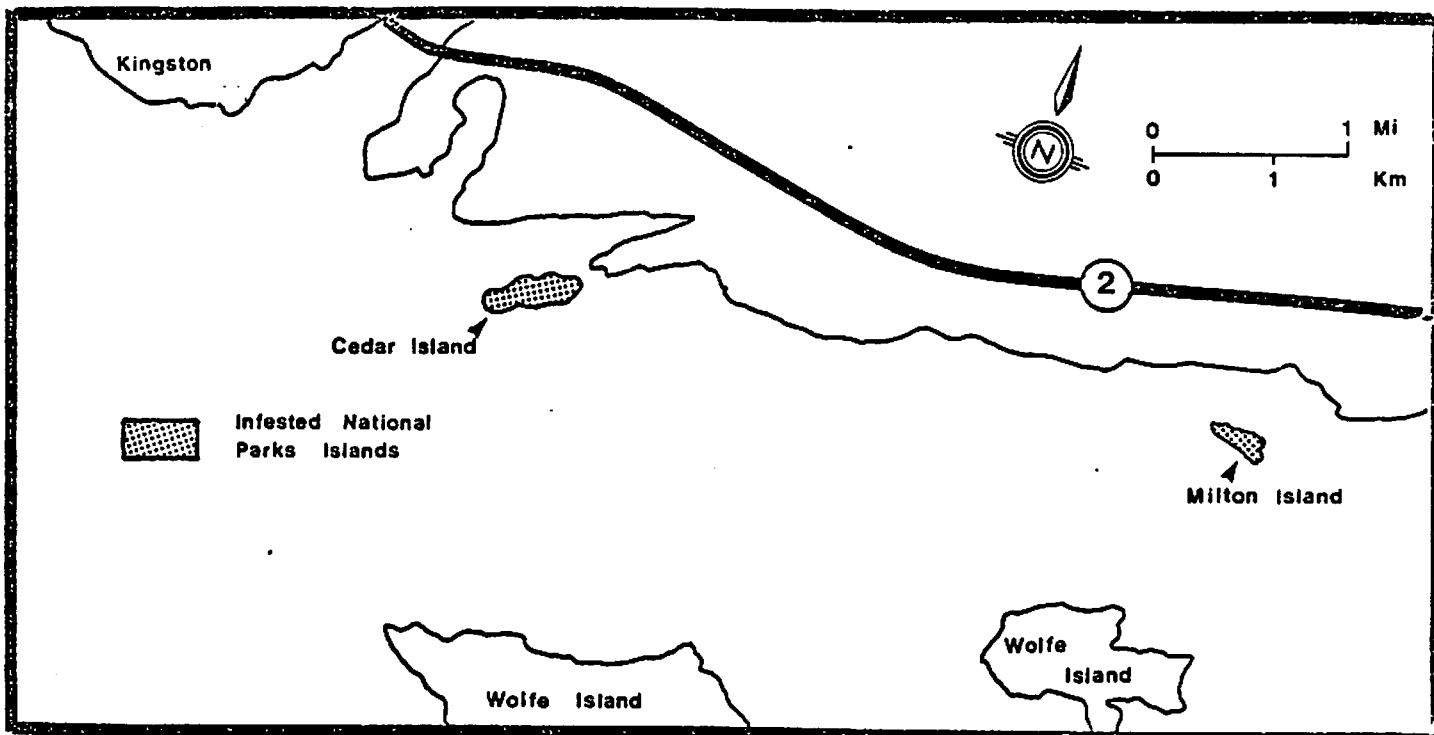 Kingston
N
0 1 Mi
0 1 Km
2
Cedar Island
Infested National
Parks Islands
Milton Island
Wolfe Island
Wolfe
Island